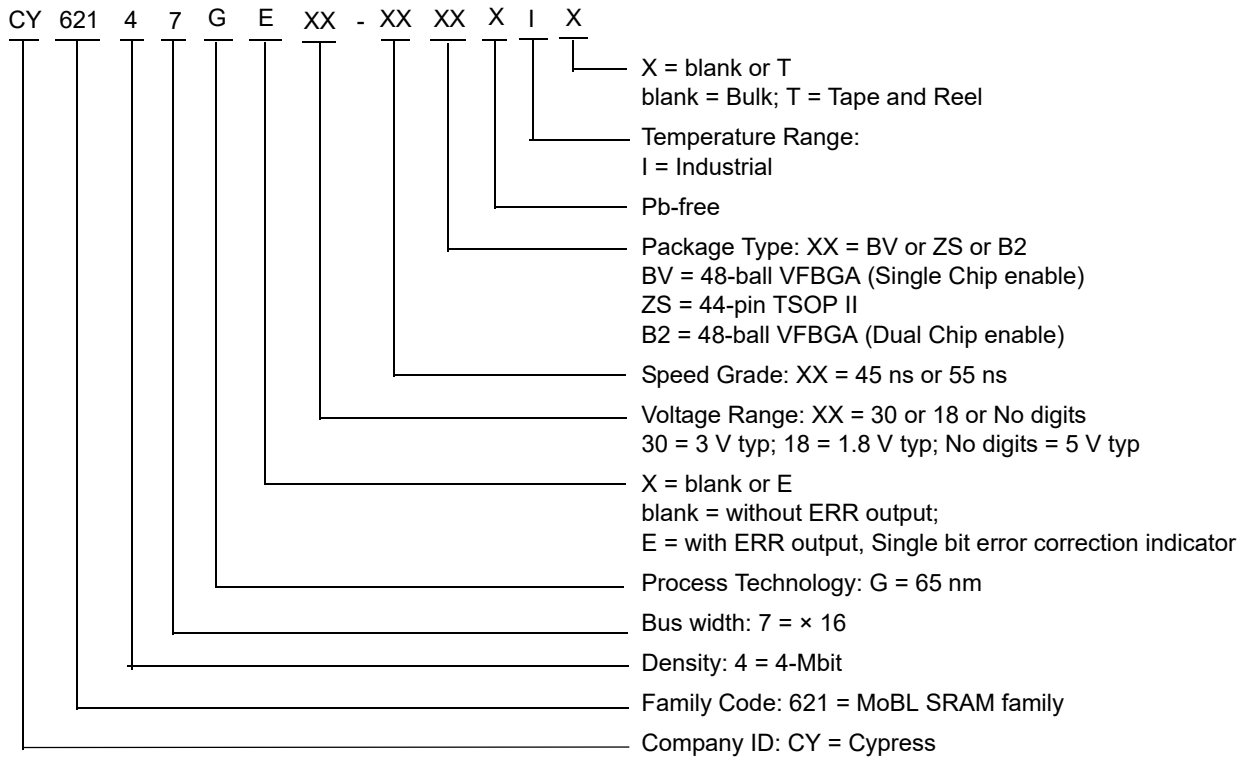 CY 621 4 7 G E XX - XX XX X I X
X = blank or T
blank = Bulk; T = Tape and Reel
Temperature Range:
I = Industrial
Pb-free
Package Type: XX = BV or ZS or B2
BV = 48-ball VFBGA (Single Chip enable)
ZS = 44-pin TSOP II
B2 = 48-ball VFBGA (Dual Chip enable)
Speed Grade: XX = 45 ns or 55 ns
Voltage Range: XX = 30 or 18 or No digits
30 = 3 V typ; 18 = 1.8 V typ; No digits = 5 V typ
X = blank or E
blank = without ERR output;
E = with ERR output, Single bit error correction indicator
Process Technology: G = 65 nm
Bus width: 7 = × 16
Density: 4 = 4-Mbit
Family Code: 621 = MoBL SRAM family
Company ID: CY = Cypress